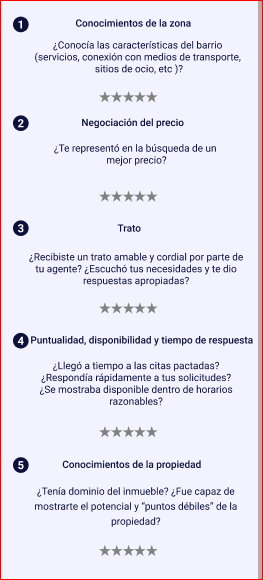 1 Conocimientos de la zona
¿Conocía las características del barrio
(servicios, conexión con medios de transporte,
sitios de ocio, etc )?
2 Negociación del precio
¿Te representó en la búsqueda de un
mejor precio?
3 Trato
¿Recibiste un trato amable y cordial por parte de
tu agente? ¿Escuchó tus necesidades y te dio
respuestas apropiadas?
4 Puntualidad, disponibilidad y tiempo de respuesta
¿Llegó a tiempo a las citas pactadas?
¿Respondía rápidamente a tus solicitudes?
¿Se mostraba disponible dentro de horarios
razonables?
5 Conocimientos de la propiedad
¿Tenía dominio del inmueble? ¿Fue capaz de
mostrarte el potencial y “puntos débiles” de la
propiedad?